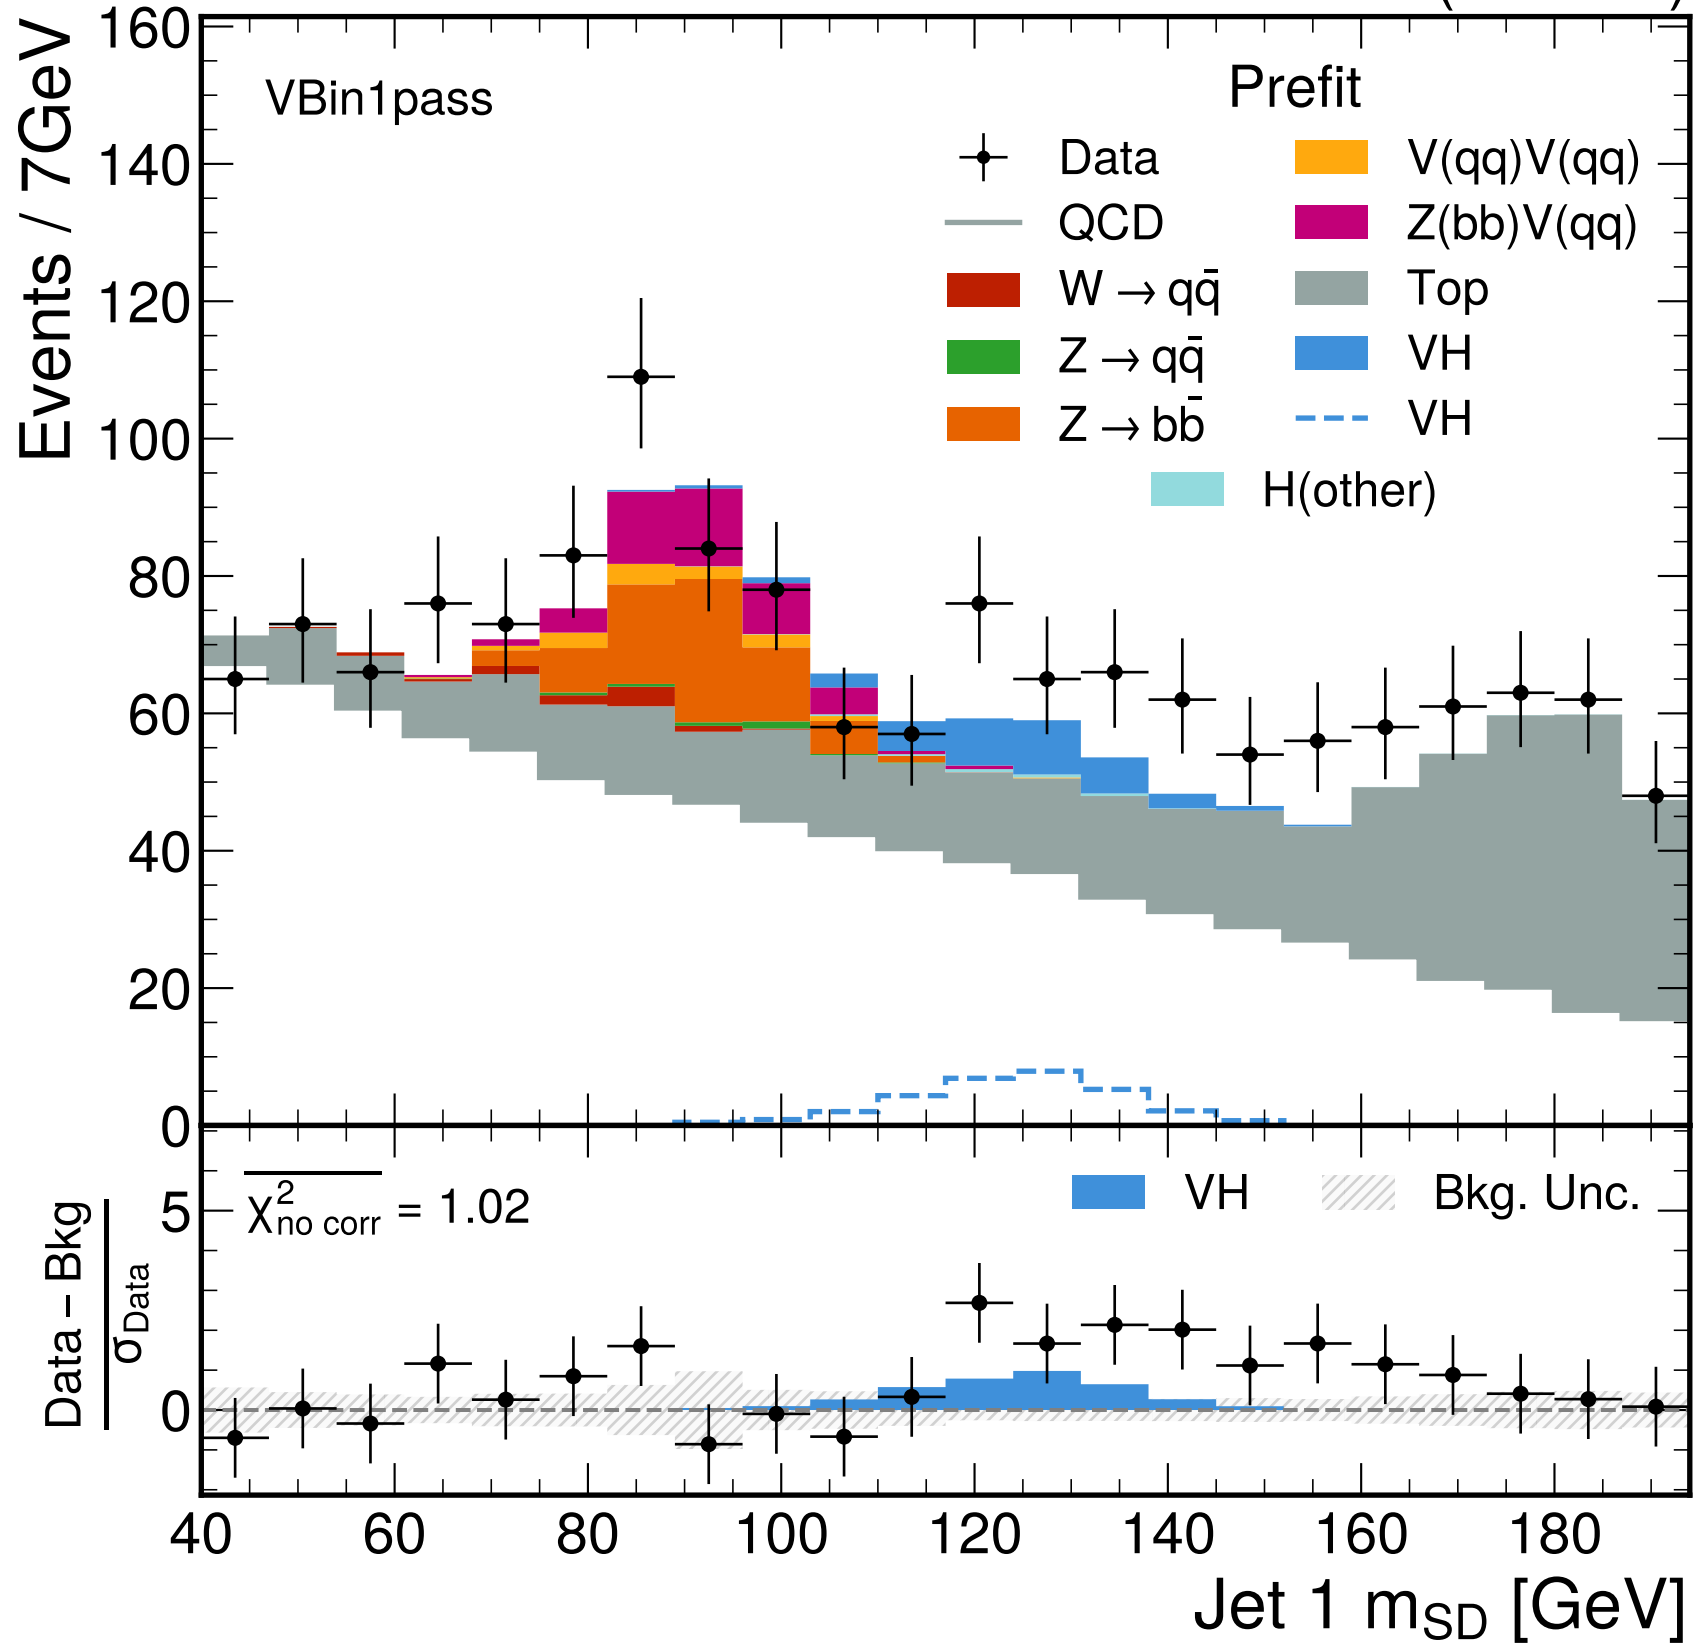 Events / 7GeV
160
140
120
100
80
60
40
20
0
VBin1pass
Prefit
Data
QCD
W → qq̄
Z → qq̄
Z → bb̄
V(qq)V(qq)
Z(bb)V(qq)
Top
VH
VH
H(other)
Data − Bkg
σData
5
0
χ²no corr = 1.02
VH
Bkg. Unc.
40 60 80 100 120 140 160 180
Jet 1 mSD [GeV]